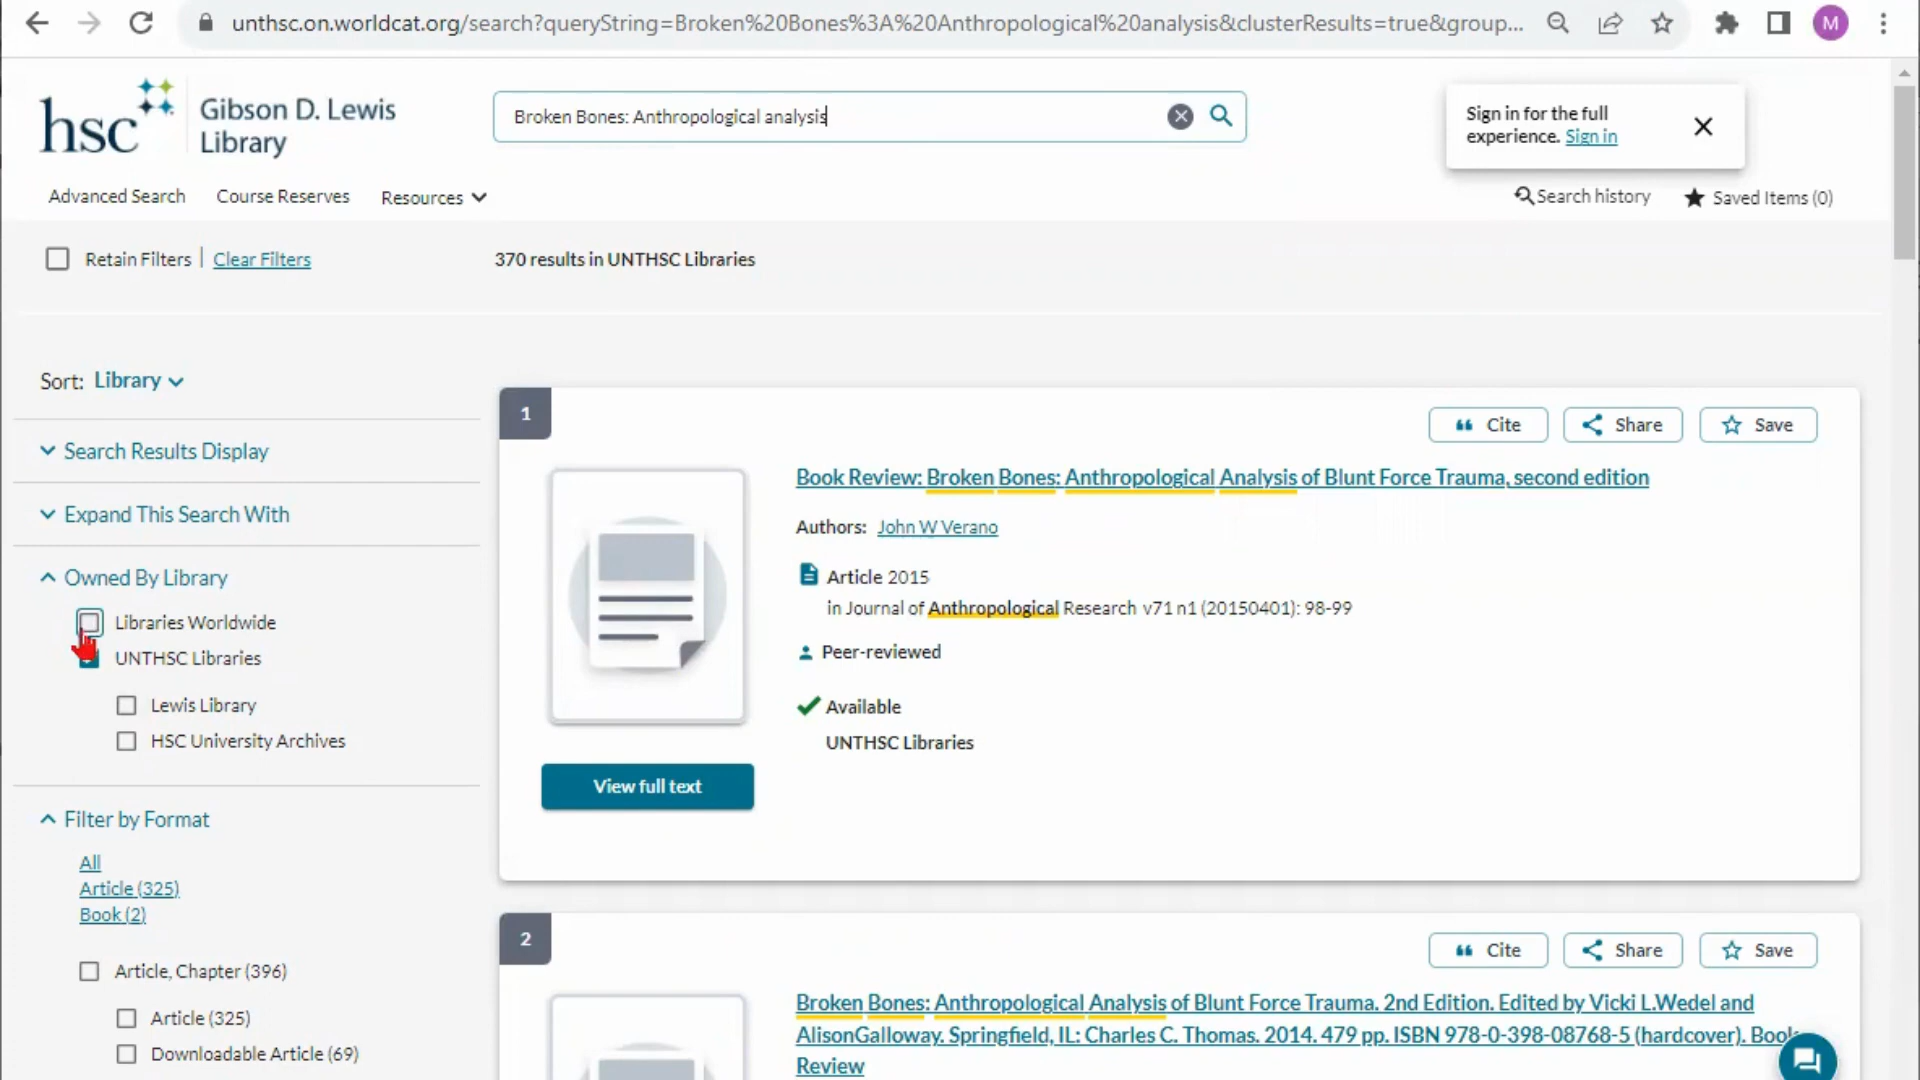 unthsc.on.worldcat.org/search?queryString=Broken%20Bones%3A%20Anthropological%20analysis&clusterResults=true&group...
M
hsc
Gibson D. Lewis
Library
Broken Bones: Anthropological analysis
Sign in for the full
experience. Sign in
Advanced Search
Course Reserves
Resources
Search history
Saved Items (0)
Retain Filters | Clear Filters
370 results in UNTHSC Libraries
Sort: Library
Search Results Display
Expand This Search With
Owned By Library
Libraries Worldwide
UNTHSC Libraries
Lewis Library
HSC University Archives
Filter by Format
All
Article (325)
Book (2)
Article, Chapter (396)
Article (325)
Downloadable Article (69)
1
Cite
Share
Save
Book Review: Broken Bones: Anthropological Analysis of Blunt Force Trauma, second edition
Authors: John W Verano
Article 2015
in Journal of Anthropological Research v71 n1 (20150401): 98-99
Peer-reviewed
Available
UNTHSC Libraries
View full text
2
Cite
Share
Save
Broken Bones: Anthropological Analysis of Blunt Force Trauma. 2nd Edition. Edited by Vicki L.Wedel and
AlisonGalloway. Springfield, IL: Charles C. Thomas. 2014. 479 pp. ISBN 978-0-398-08768-5 (hardcover). Book
Review